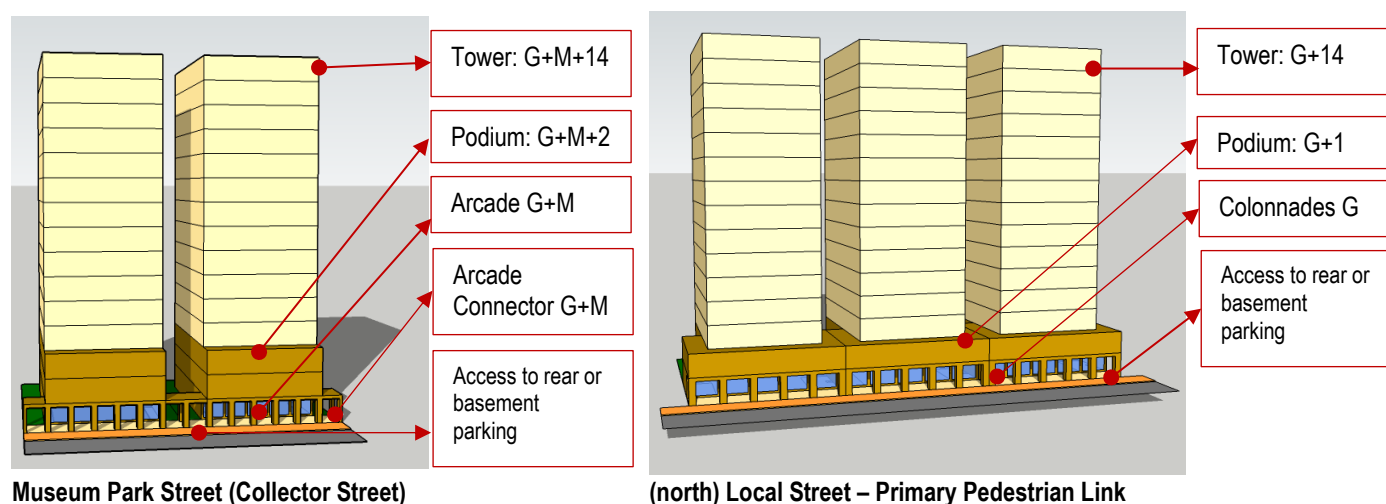 Tower: G+M+14
Podium: G+M+2
Arcade G+M
Arcade
Connector G+M
Access to rear or
basement
parking
Museum Park Street (Collector Street)
Tower: G+14
Podium: G+1
Colonnades G
Access to rear or
basement
parking
(north) Local Street – Primary Pedestrian Link